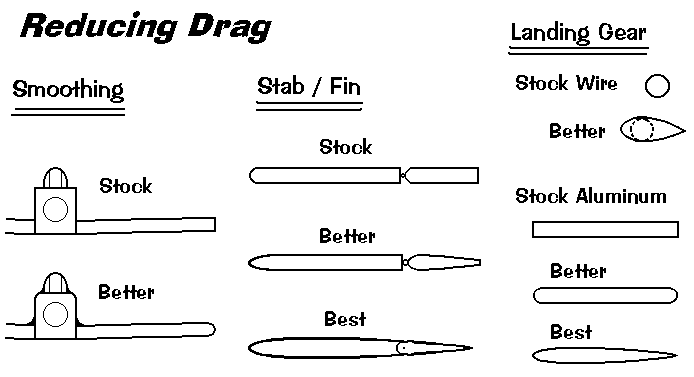 Reducing Drag
Smoothing
Stock
Better
Stab / Fin
Stock
Better
Best
Landing Gear
Stock Wire
Better
Stock Aluminum
Better
Best